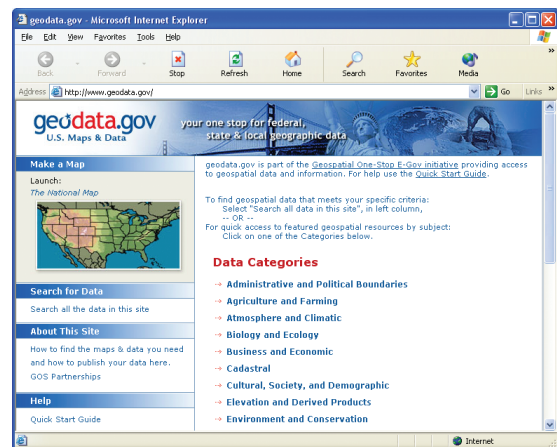 geodata.gov - Microsoft Internet Explorer
File Edit View Favorites Tools Help
Back Forward Stop Refresh Home Search Favorites Media
Address http://www.geodata.gov/ Go Links
geodata.gov
U.S. Maps & Data
your one stop for federal,
state & local geographic data
Make a Map
Launch:
The National Map
Search for Data
Search all the data in this site
About This Site
How to find the maps & data you need
and how to publish your data here.
GOS Partnerships
Help
Quick Start Guide
geodata.gov is part of the Geospatial One-Stop E-Gov initiative providing access
to geospatial data and information. For help use the Quick Start Guide.
To find geospatial data that meets your specific criteria:
Select "Search all data in this site", in left column,
-- OR --
For quick access to featured geospatial resources by subject:
Click on one of the Categories below.
Data Categories
→ Administrative and Political Boundaries
→ Agriculture and Farming
→ Atmosphere and Climatic
→ Biology and Ecology
→ Business and Economic
→ Cadastral
→ Cultural, Society, and Demographic
→ Elevation and Derived Products
→ Environment and Conservation
Internet